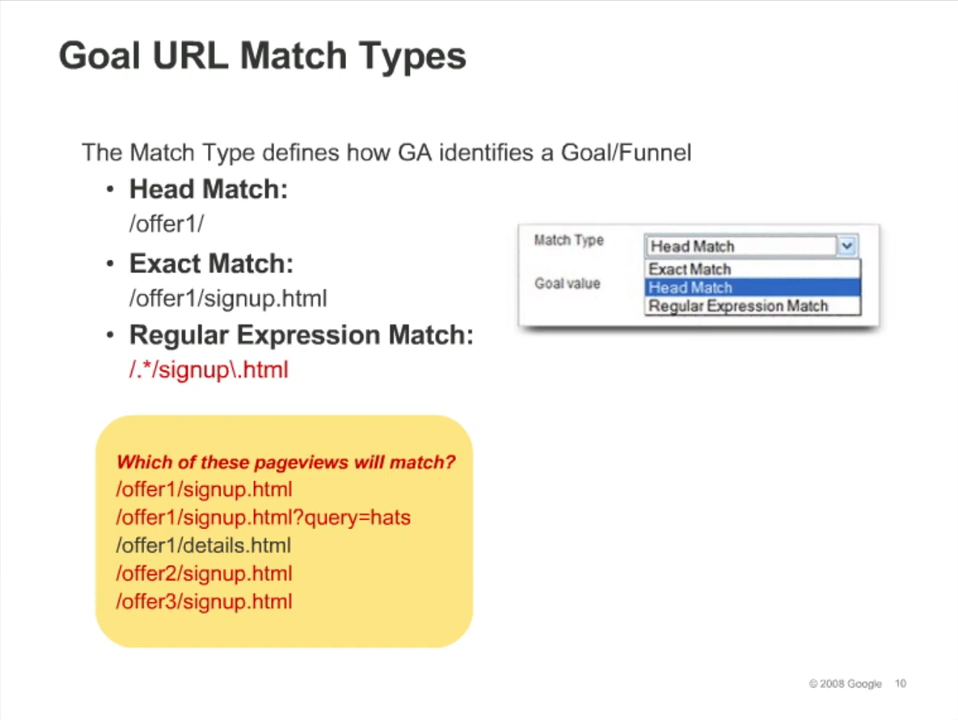 Goal URL Match Types
The Match Type defines how GA identifies a Goal/Funnel
• Head Match:
/offer1/
• Exact Match:
/offer1/signup.html
• Regular Expression Match:
/.*/signup\.html
Match Type
Head Match
Exact Match
Goal value
Head Match
Regular Expression Match
Which of these pageviews will match?
/offer1/signup.html
/offer1/signup.html?query=hats
/offer1/details.html
/offer2/signup.html
/offer3/signup.html
© 2008 Google 10